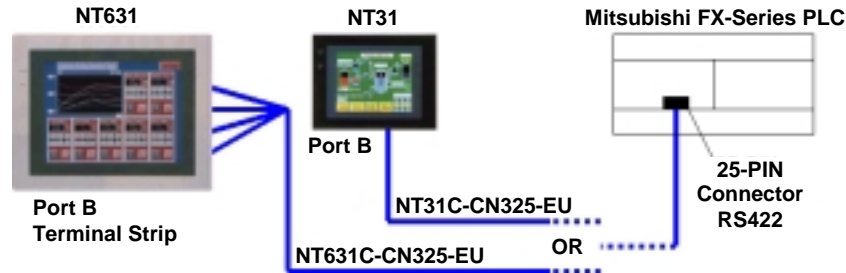 NT631
NT31
Mitsubishi FX-Series PLC
Port B
25-PIN
Connector
RS422
NT31C-CN325-EU
Port B
Terminal Strip
OR
NT631C-CN325-EU